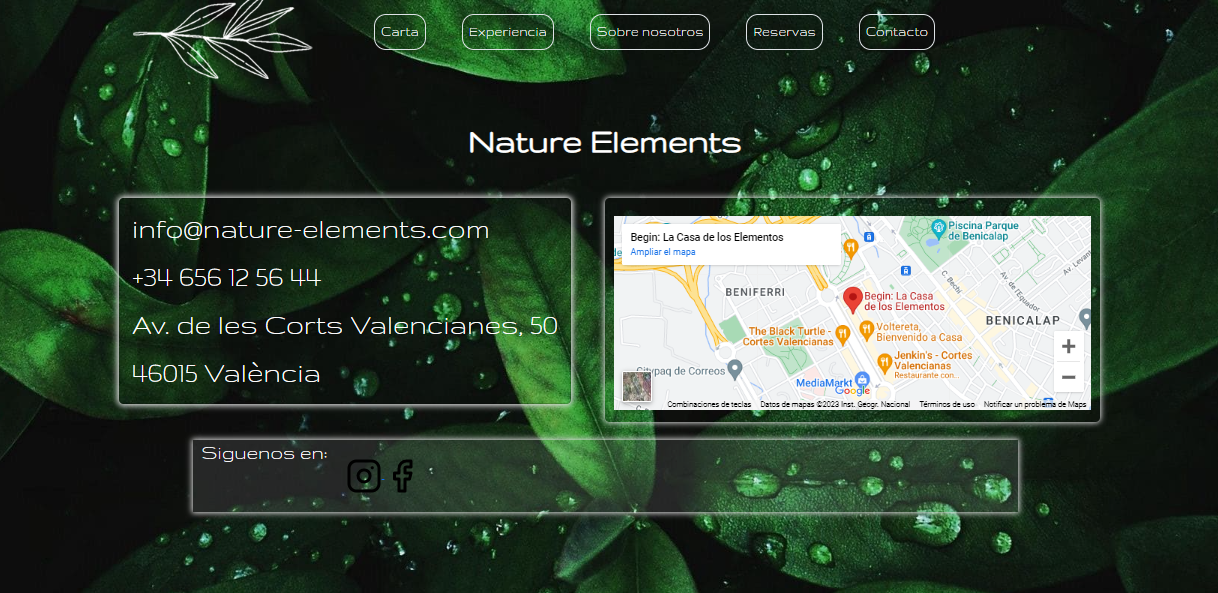 Carta
Experiencia
Sobre nosotros
Reservas
Contacto
Nature Elements
info@nature-elements.com
+34 656 12 56 44
Av. de les Corts Valencianes, 50
46015 València
Begin: La Casa de los Elementos
Ampliar el mapa
Piscina Parque
de Benicalap
Av. Levan
C. Bechí
Av. de l'Equador
BENIFERRI
Begin: La Casa
de los Elementos
BENICALAP
The Black Turtle -
Cortes Valencianas
Voltereta,
Bienvenido a Casa
Jenkin's - Cortes
Valencianas
Restaurante con...
Citypaq de Correos
MediaMarkt
Google
+
−
Combinaciones de teclas
Datos de mapas ©2023 Inst. Geogr. Nacional
Términos de uso
Notificar un problema de Maps
Siguenos en: